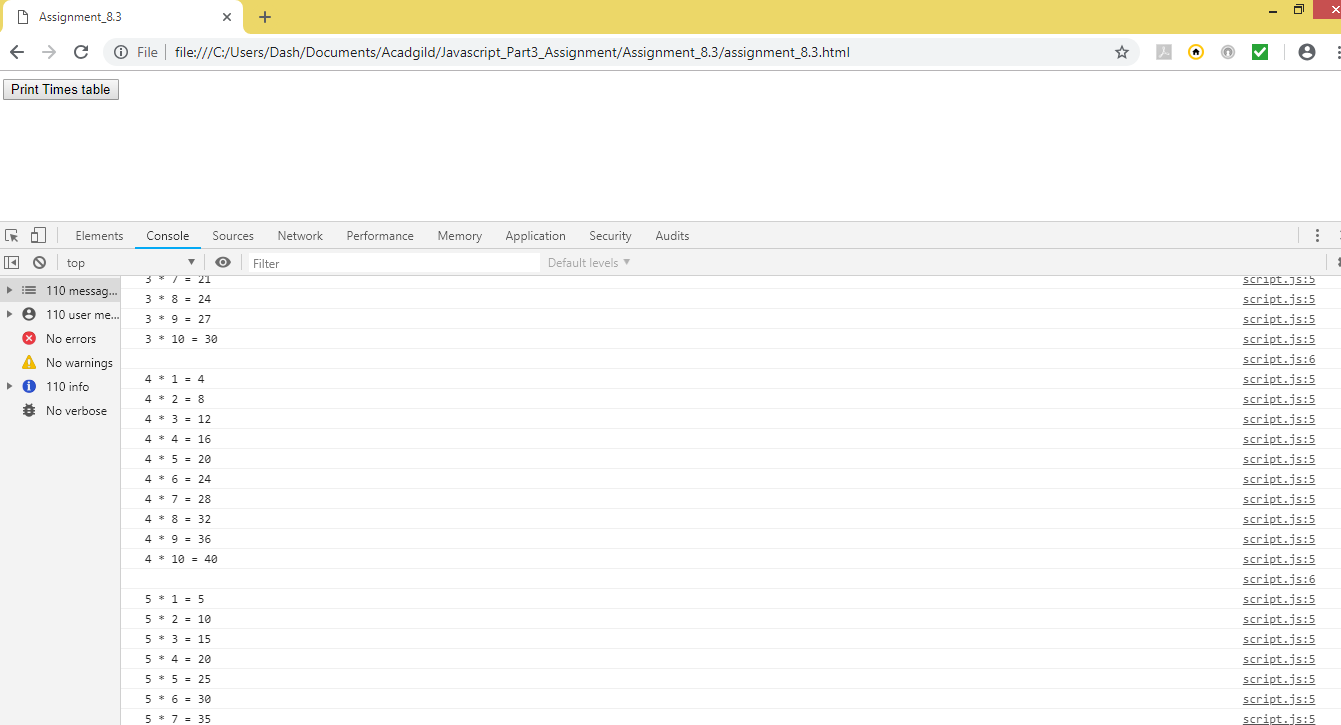 Assignment_8.3
File file:///C:/Users/Dash/Documents/Acadgild/Javascript_Part3_Assignment/Assignment_8.3/assignment_8.3.html
Print Times table
Elements Console Sources Network Performance Memory Application Security Audits
top Filter Default levels
110 messag...
110 user me...
No errors
No warnings
110 info
No verbose
3 * 7 = 21 script.js:5
3 * 8 = 24 script.js:5
3 * 9 = 27 script.js:5
3 * 10 = 30 script.js:5
script.js:6
4 * 1 = 4 script.js:5
4 * 2 = 8 script.js:5
4 * 3 = 12 script.js:5
4 * 4 = 16 script.js:5
4 * 5 = 20 script.js:5
4 * 6 = 24 script.js:5
4 * 7 = 28 script.js:5
4 * 8 = 32 script.js:5
4 * 9 = 36 script.js:5
4 * 10 = 40 script.js:5
script.js:6
5 * 1 = 5 script.js:5
5 * 2 = 10 script.js:5
5 * 3 = 15 script.js:5
5 * 4 = 20 script.js:5
5 * 5 = 25 script.js:5
5 * 6 = 30 script.js:5
5 * 7 = 35 script.js:5